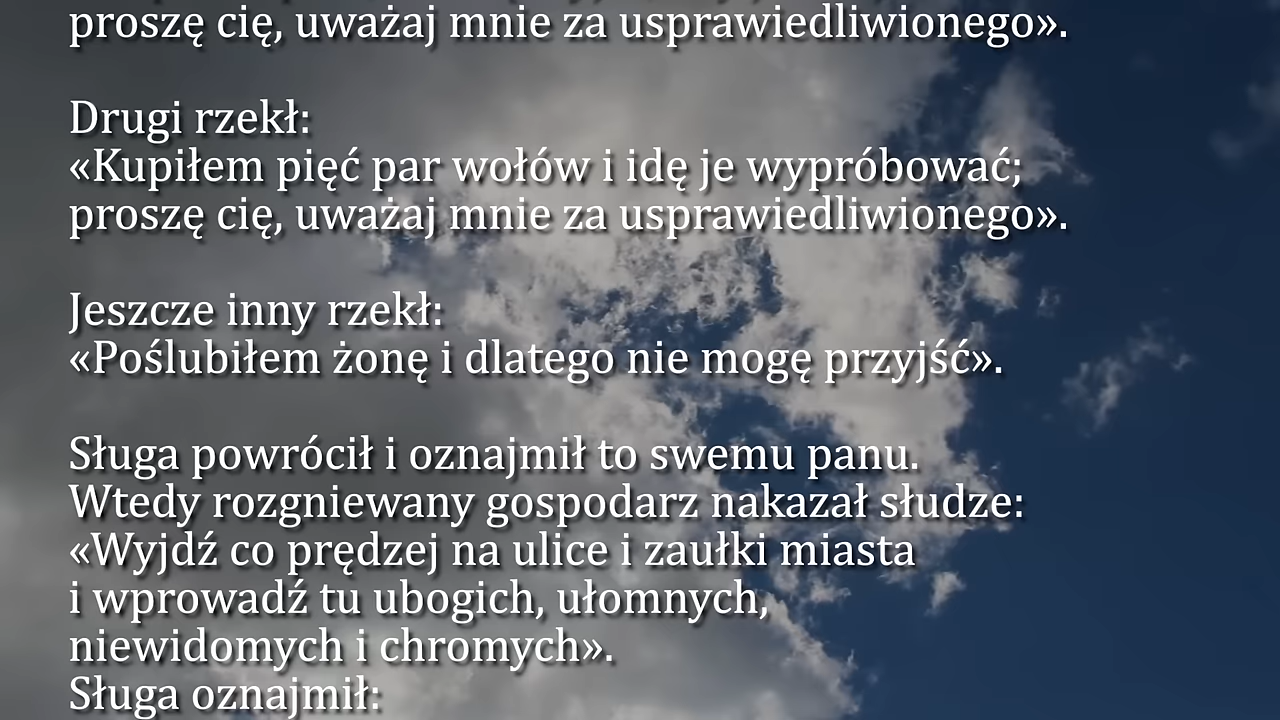 proszę cię, uważaj mnie za usprawiedliwionego».
Drugi rzekł:
«Kupiłem pięć par wołów i idę je wypróbować;
proszę cię, uważaj mnie za usprawiedliwionego».
Jeszcze inny rzekł:
«Poślubiłem żonę i dlatego nie mogę przyjść».
Sługa powrócił i oznajmił to swemu panu.
Wtedy rozgniewany gospodarz nakazał słudze:
«Wyjdź co prędzej na ulice i zaułki miasta
i wprowadź tu ubogich, ułomnych,
niewidomych i chromych».
Sługa oznajmił: